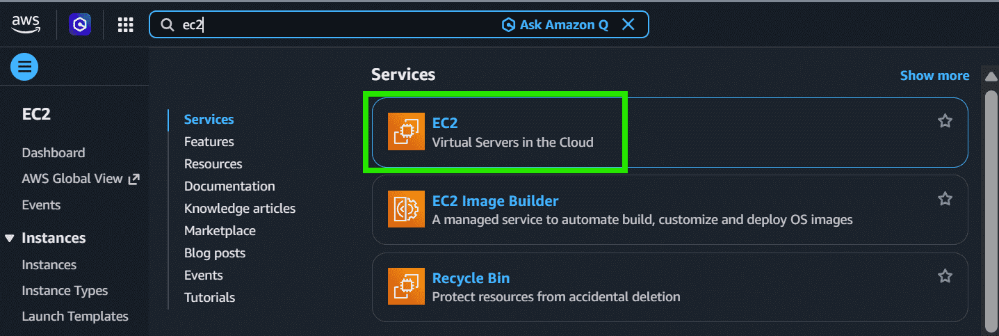 aws
ec2
Ask Amazon Q
EC2
Dashboard
AWS Global View
Events
Instances
Instances
Instance Types
Launch Templates
Services
Features
Resources
Documentation
Knowledge articles
Marketplace
Blog posts
Events
Tutorials
Services
Show more
EC2
Virtual Servers in the Cloud
EC2 Image Builder
A managed service to automate build, customize and deploy OS images
Recycle Bin
Protect resources from accidental deletion